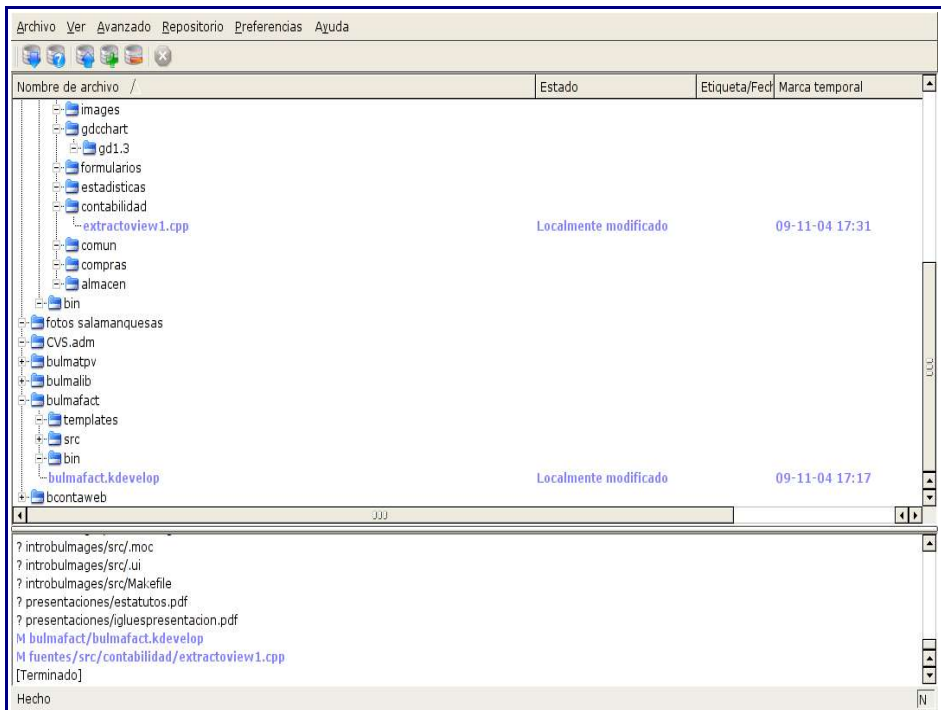 Archivo Ver Avanzado Repositorio Preferencias Ayuda
Nombre de archivo / Estado Etiqueta/Fech Marca temporal
images
gdcchart
gd1.3
formularios
estadisticas
contabilidad
extractoview1.cpp Localmente modificado 09-11-04 17:31
comun
compras
almacen
bin
fotos salamanquesas
CVS.adm
bulmatpv
bulmalib
bulmafact
templates
src
bin
bulmafact.kdevelop Localmente modificado 09-11-04 17:17
bcontaweb
? introbulmages/src/.moc
? introbulmages/src/.ui
? introbulmages/src/Makefile
? presentaciones/estatutos.pdf
? presentaciones/igluespresentacion.pdf
M bulmafact/bulmafact.kdevelop
M fuentes/src/contabilidad/extractoview1.cpp
[Terminado]
Hecho N